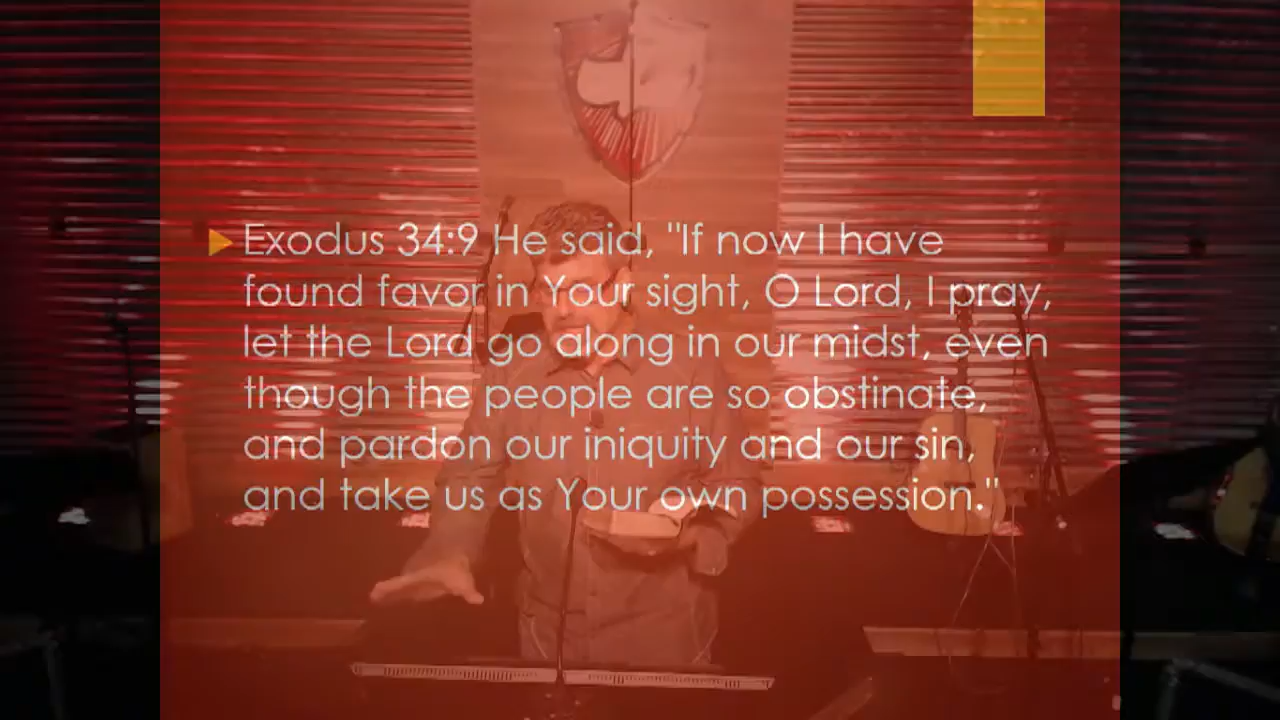 Exodus 34:9 He said, "If now I have
found favor in Your sight, O Lord, I pray,
let the Lord go along in our midst, even
though the people are so obstinate,
and pardon our iniquity and our sin,
and take us as Your own possession."